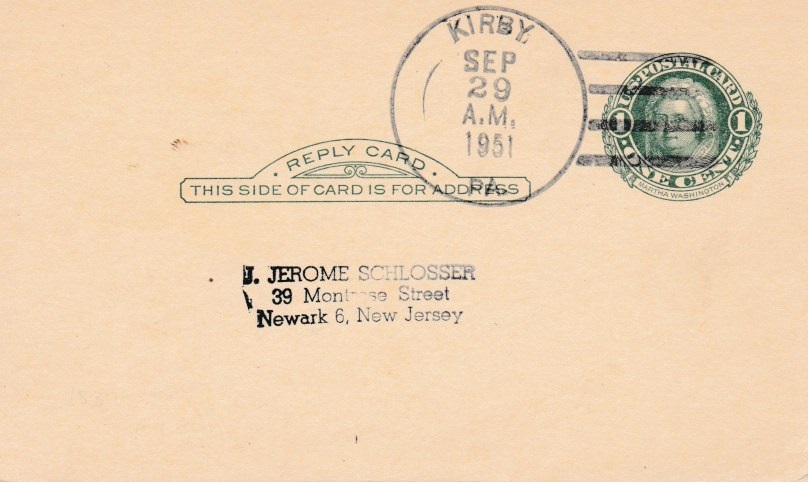 KIRBY,
SEP
29
A.M.
1951
PA.
U.S. POSTAL CARD
1 1
ONE CENT
MARTHA WASHINGTON
REPLY CARD
THIS SIDE OF CARD IS FOR ADDRESS
J. JEROME SCHLOSSER
39 Montrose Street
Newark 6, New Jersey